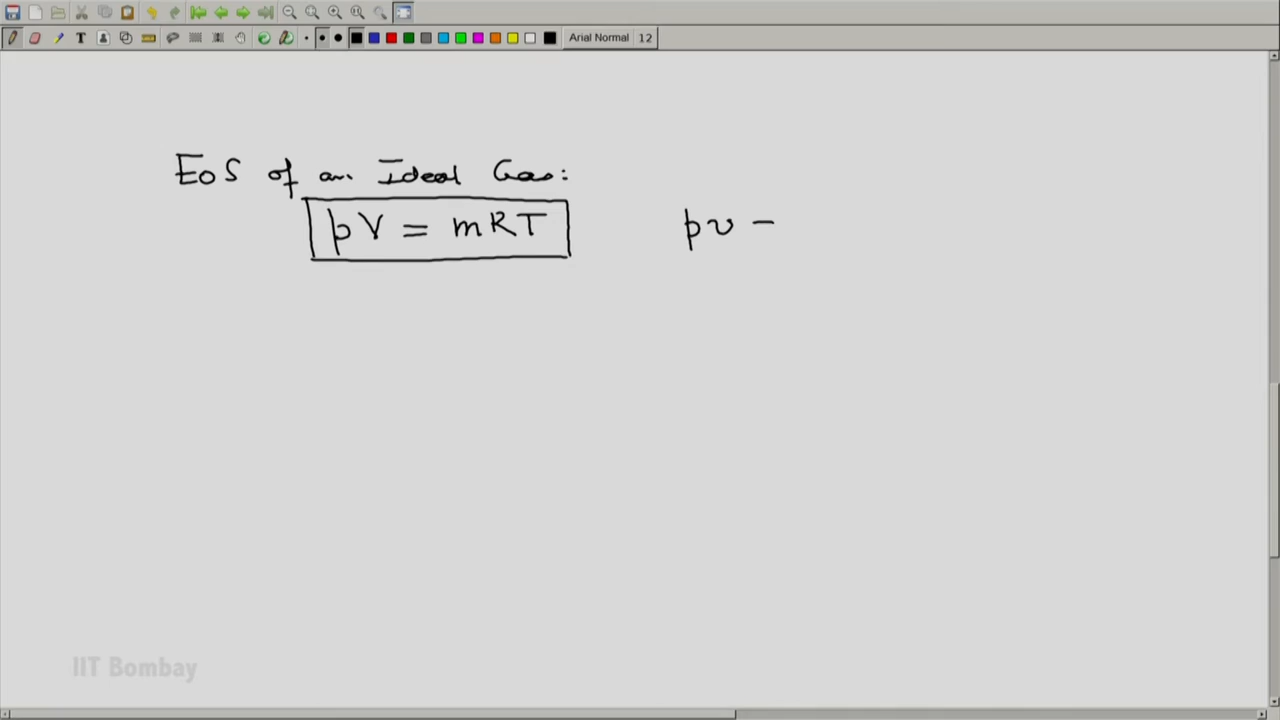 Arial Normal 12
EoS of an Ideal Gas:
pV = mRT pv -
IIT Bombay